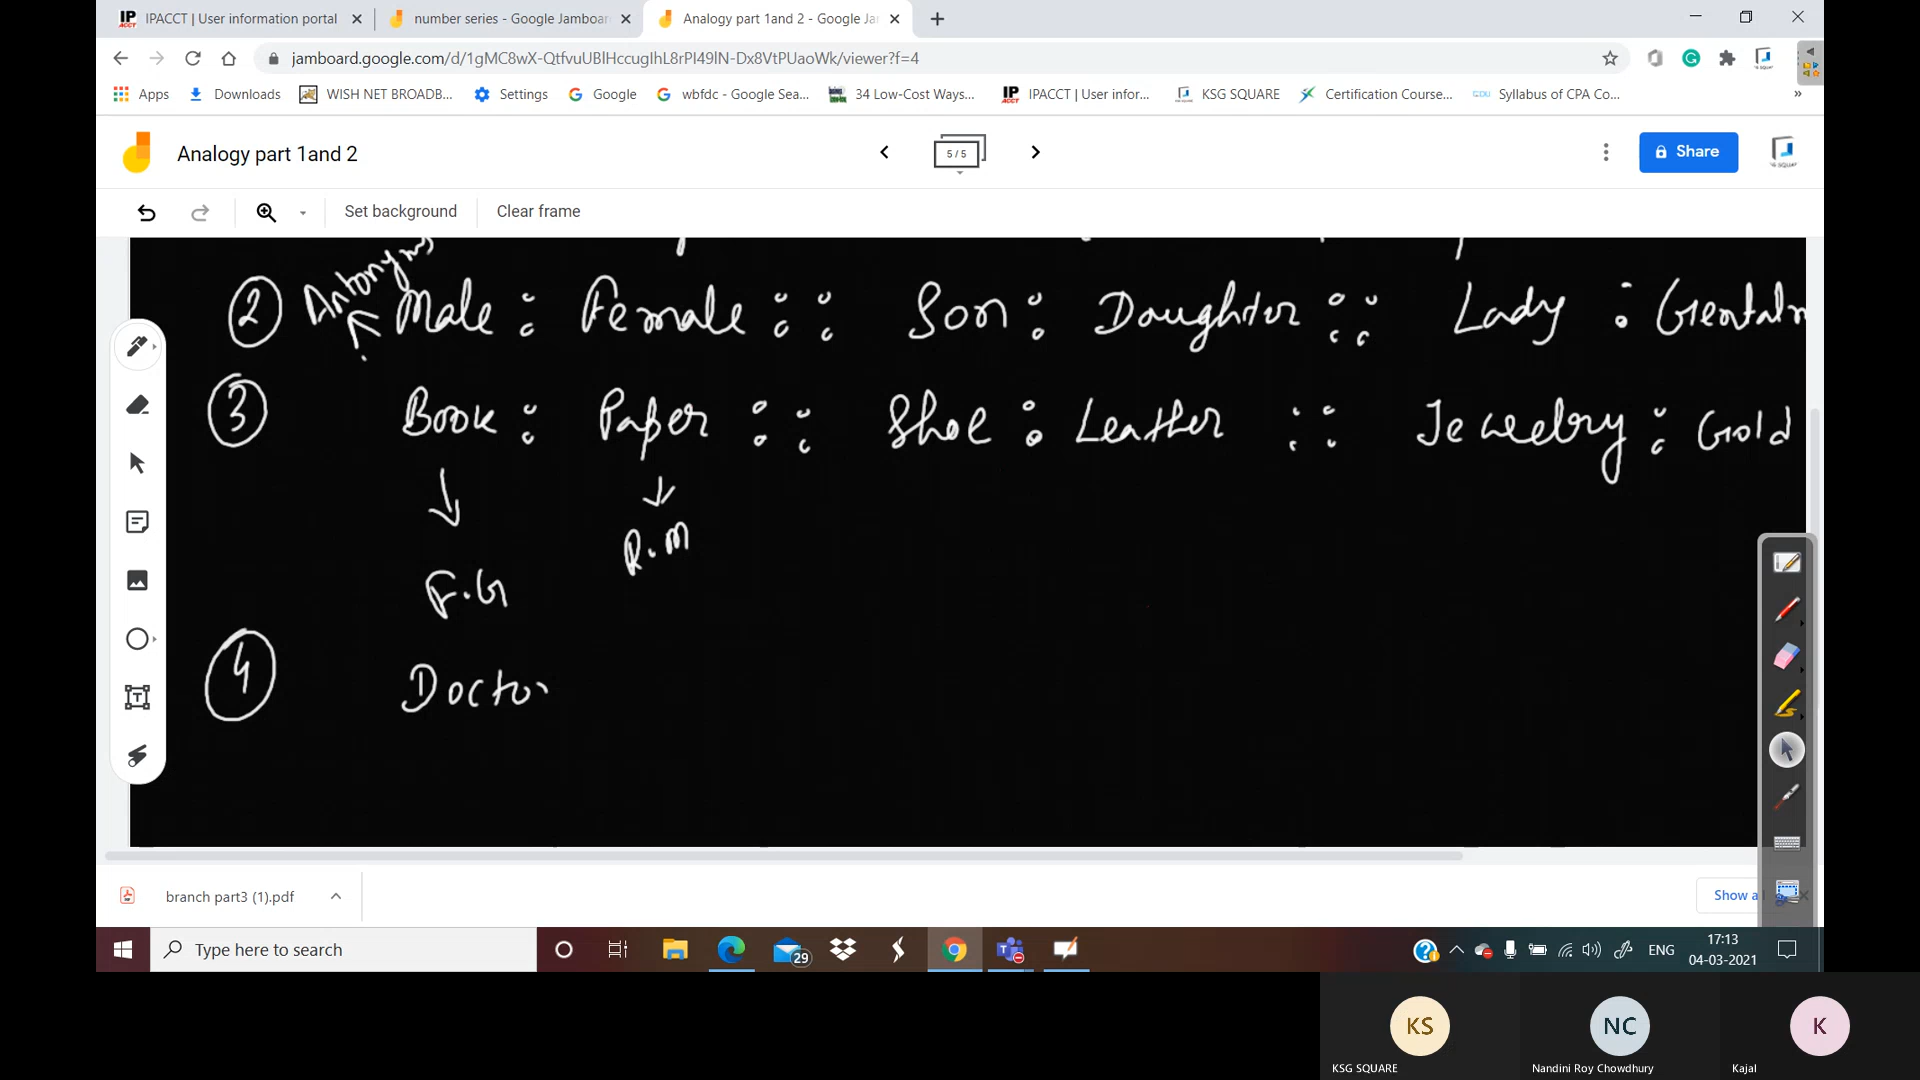 IPACCT | User information portal
number series - Google Jamboar
Analogy part 1and 2 - Google Ja
jamboard.google.com/d/1gMC8wX-QtfvuUBlHccugIhL8rPI49lN-Dx8VtPUaoWk/viewer?f=4
Apps Downloads WISH NET BROADB... Settings Google wbfdc - Google Sea... 34 Low-Cost Ways... IPACCT | User infor... KSG SQUARE Certification Course... Syllabus of CPA Co... »
Analogy part 1and 2
5 / 5
Share
Set background Clear frame
Antonyms
2 Male : Female :: Son : Daughter :: Lady : Gentalm
3 Book : Paper :: Shoe : Leather :: Jewelry : Gold
R.M
F.G
4 Doctor
branch part3 (1).pdf
Show a
Type here to search
29
ENG
17:13
04-03-2021
KS NC K
KSG SQUARE Nandini Roy Chowdhury Kajal